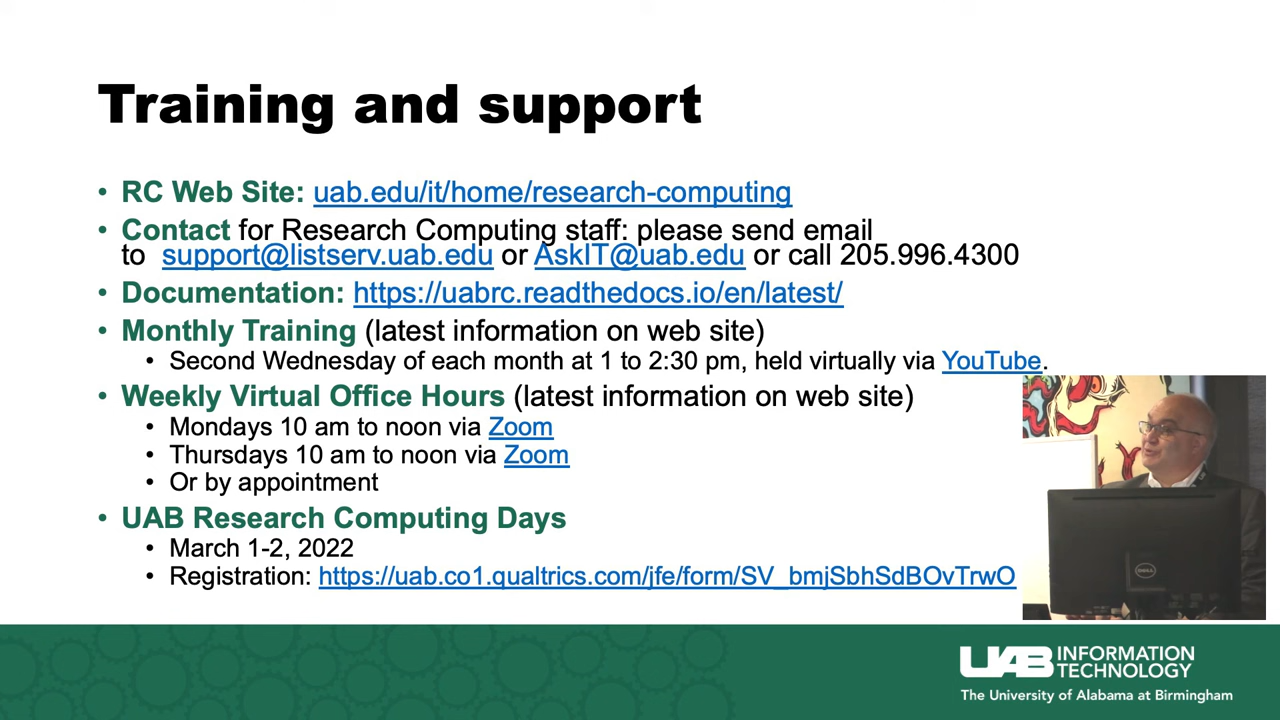 Training and support
• RC Web Site: uab.edu/it/home/research-computing
• Contact for Research Computing staff: please send email
to support@listserv.uab.edu or AskIT@uab.edu or call 205.996.4300
• Documentation: https://uabrc.readthedocs.io/en/latest/
• Monthly Training (latest information on web site)
• Second Wednesday of each month at 1 to 2:30 pm, held virtually via YouTube.
• Weekly Virtual Office Hours (latest information on web site)
• Mondays 10 am to noon via Zoom
• Thursdays 10 am to noon via Zoom
• Or by appointment
• UAB Research Computing Days
• March 1-2, 2022
• Registration: https://uab.co1.qualtrics.com/jfe/form/SV_bmjSbhSdBOvTrwO
DELL
UAB INFORMATION
TECHNOLOGY
The University of Alabama at Birmingham